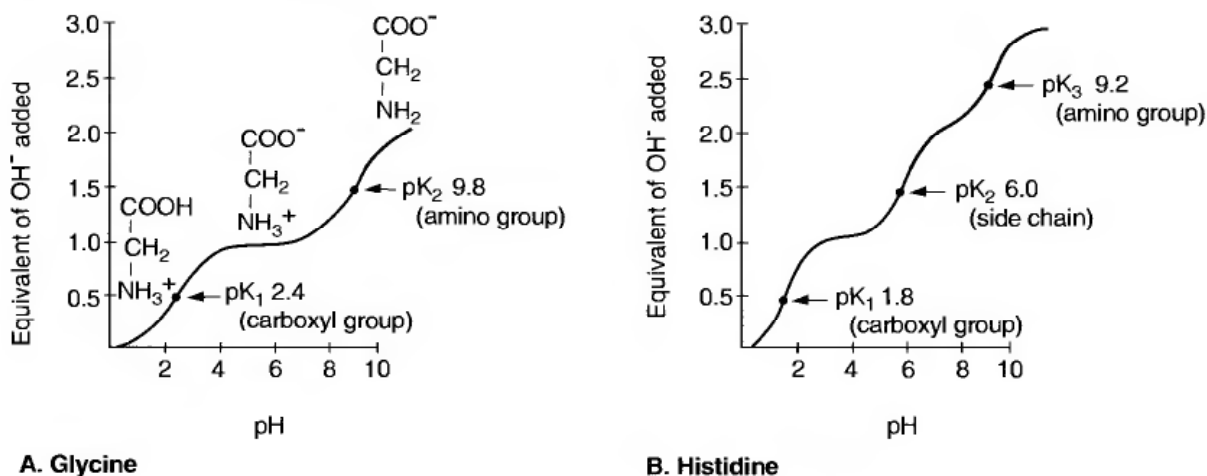 Equivalent of OH⁻ added
3.0
2.5
2.0
1.5
1.0
0.5
COOH
CH₂
NH₃⁺
COO⁻
CH₂
NH₃⁺
COO⁻
CH₂
NH₂
pK₂ 9.8
(amino group)
pK₁ 2.4
(carboxyl group)
2 4 6 8 10
pH
A. Glycine
Equivalent of OH⁻ added
3.0
2.5
2.0
1.5
1.0
0.5
pK₃ 9.2
(amino group)
pK₂ 6.0
(side chain)
pK₁ 1.8
(carboxyl group)
2 4 6 8 10
pH
B. Histidine